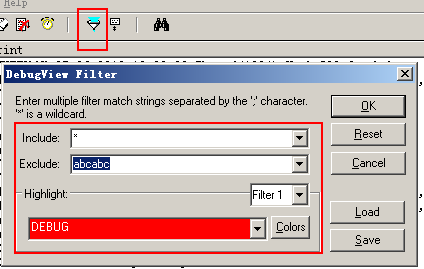 Help
rint
DebugView Filter
Enter multiple filter match strings separated by the ';' character.
'*' is a wildcard.
OK
Include: *
Reset
Exclude: abcabc
Cancel
Highlight: Filter 1
DEBUG Colors
Load
Save